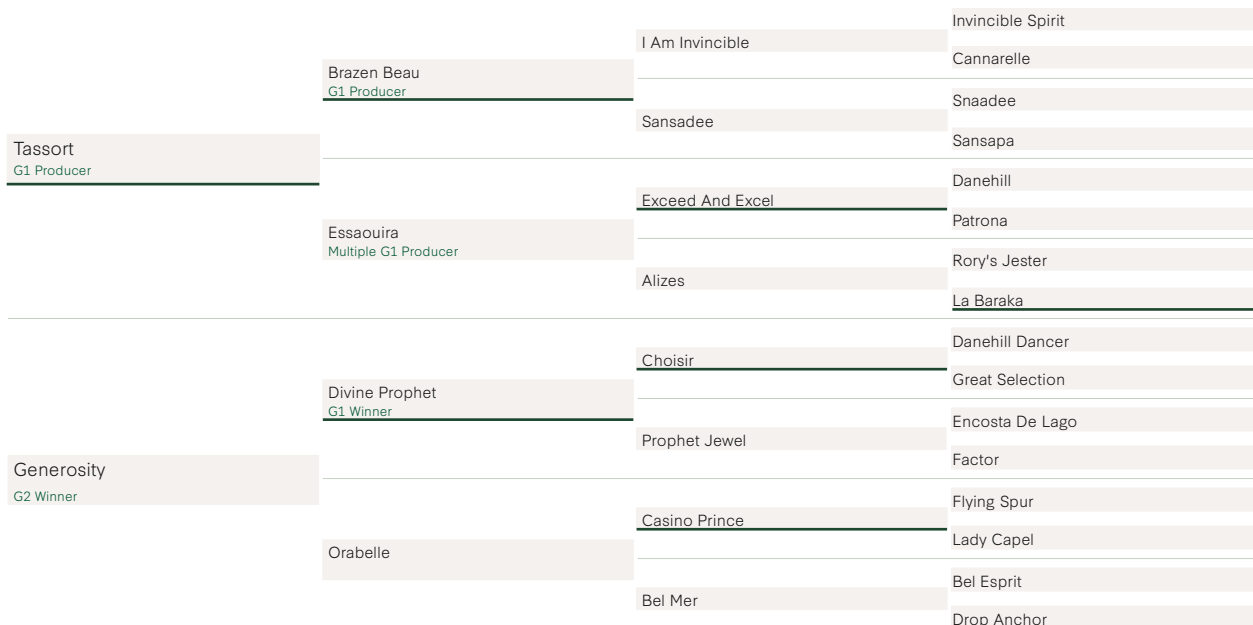 Invincible Spirit
I Am Invincible
Cannarelle
Brazen Beau
G1 Producer
Snaadee
Sansadee
Sansapa
Tassort
G1 Producer
Danehill
Exceed And Excel
Patrona
Essaouira
Multiple G1 Producer
Rory's Jester
Alizes
La Baraka
Danehill Dancer
Choisir
Great Selection
Divine Prophet
G1 Winner
Encosta De Lago
Prophet Jewel
Factor
Generosity
G2 Winner
Flying Spur
Casino Prince
Lady Capel
Orabelle
Bel Esprit
Bel Mer
Drop Anchor